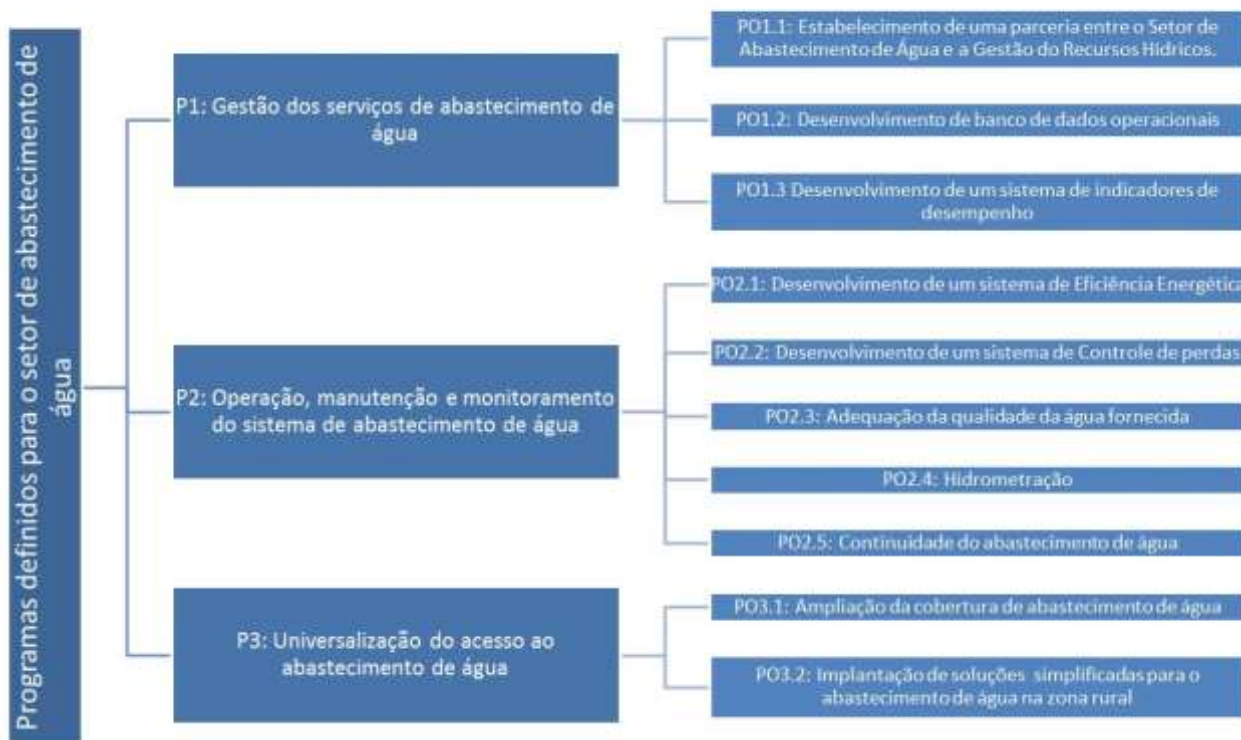 Programas definidos para o setor de abastecimento de
água
P1: Gestão dos serviços de abastecimento de
água
PO1.1: Estabelecimento de uma parceria entre o Setor de
Abastecimento de Água e a Gestão do Recursos Hídricos.
PO1.2: Desenvolvimento de banco de dados operacionais
PO1.3 Desenvolvimento de um sistema de indicadores de
desempenho
P2: Operação, manutenção e monitoramento
do sistema de abastecimento de água
PO2.1: Desenvolvimento de um sistema de Eficiência Energética
PO2.2: Desenvolvimento de um sistema de Controle de perdas
PO2.3: Adequação da qualidade da água fornecida
PO2.4: Hidrometração
PO2.5: Continuidade do abastecimento de água
P3: Universalização do acesso ao
abastecimento de água
PO3.1: Ampliação da cobertura de abastecimento de água
PO3.2: Implantação de soluções simplificadas para o
abastecimento de água na zona rural